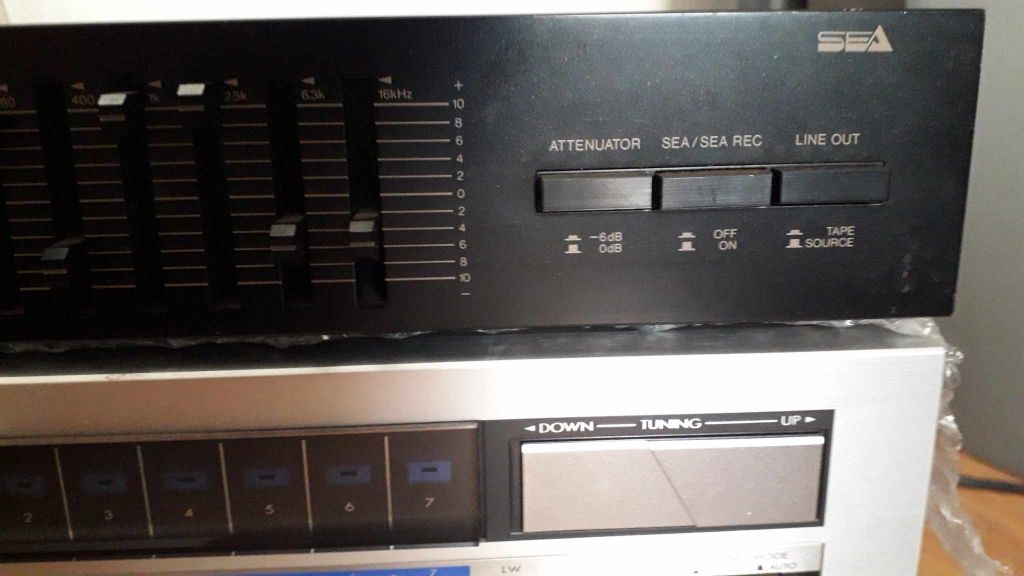 SEA
400 1k 2.5k 6.3k 16kHz
+
10
8
6
4
2
0
2
4
6
8
10
−
ATTENUATOR SEA/SEA REC LINE OUT
−6dB OFF TAPE
0dB ON SOURCE
◄DOWN — TUNING — UP►
2 3 4 5 6 7
7 LW
AUTO